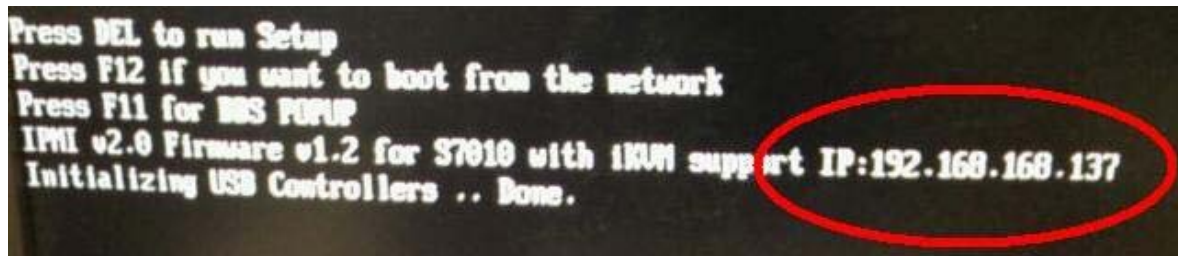 Press DEL to run Setup
Press F12 if you want to boot from the network
Press F11 for BBS POPUP
IPMI v2.0 Firmware v1.2 for S7010 with iKVM support IP:192.168.168.137
Initializing USB Controllers .. Done.